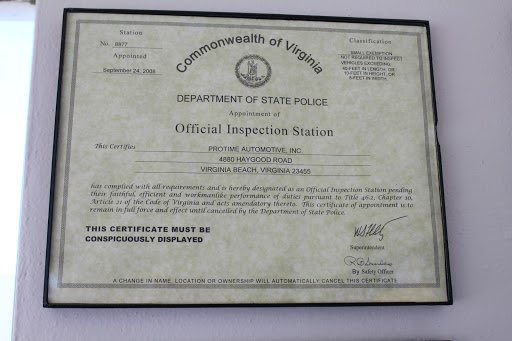 Station
No. 8877
Appointed
September 24, 2008
Commonwealth of Virginia
Classification
SMALL EXEMPTION
NOT REQUIRED TO INSPECT
VEHICLES EXCEEDING
40-FEET IN LENGTH, OR
10-FEET IN HEIGHT, OR
8-FEET IN WIDTH.
DEPARTMENT OF STATE POLICE
Appointment of
Official Inspection Station
This Certifies PROTIME AUTOMOTIVE, INC.
4880 HAYGOOD ROAD
VIRGINIA BEACH, VIRGINIA 23455
has complied with all requirements and is hereby designated as an Official Inspection Station pending
their faithful, efficient and workmanlike performance of duties pursuant to Title 46.2, Chapter 10,
Article 21 of the Code of Virginia and acts amendatory thereto. This certificate of appointment is to
remain in full force and effect until cancelled by the Department of State Police.
THIS CERTIFICATE MUST BE
CONSPICUOUSLY DISPLAYED
Superintendent
By Safety Officer
A CHANGE IN NAME, LOCATION OR OWNERSHIP WILL AUTOMATICALLY CANCEL THIS CERTIFICATE